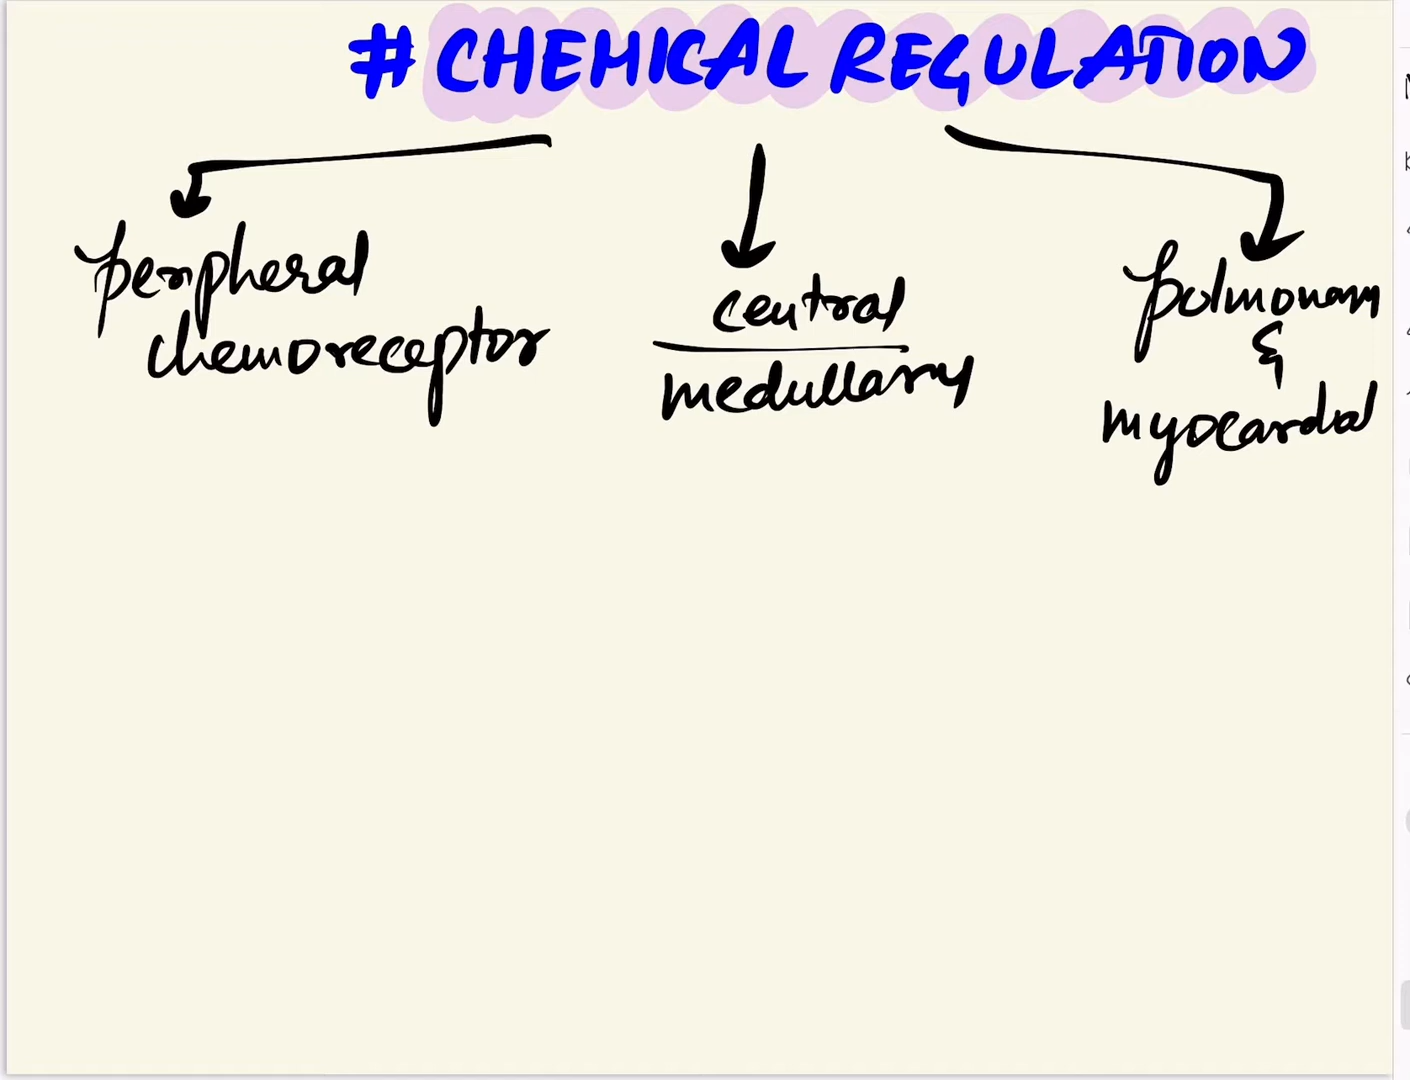 # CHEMICAL REGULATION
peripheral
chemoreceptor
central
medullary
pulmonary
&
myocardial